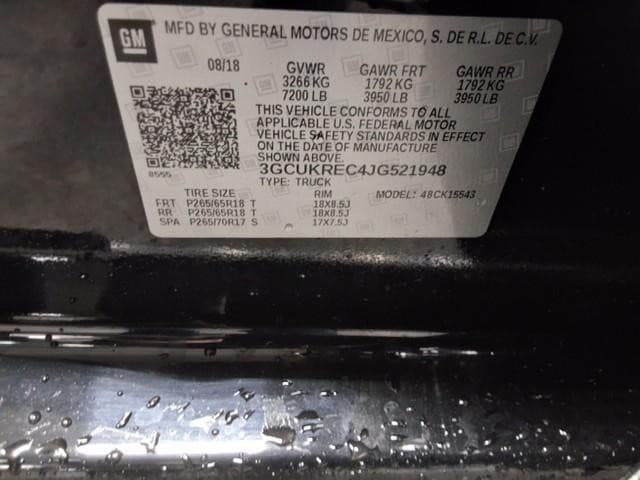 GM
MFD BY GENERAL MOTORS DE MEXICO, S. DE R.L. DE C.V.
08/18 GVWR GAWR FRT GAWR RR
3266 KG 1792 KG 1792 KG
7200 LB 3950 LB 3950 LB
THIS VEHICLE CONFORMS TO ALL
APPLICABLE U.S. FEDERAL MOTOR
VEHICLE SAFETY STANDARDS IN EFFECT
ON THE DATE OF MANUFACTURE
SHOWN ABOVE.
8555 3GCUKREC4JG521948
TYPE: TRUCK MODEL: 48CK15543
TIRE SIZE RIM
FRT P265/65R18 T 18X8.5J
RR P265/65R18 T 18X8.5J
SPA P265/70R17 S 17X7.5J